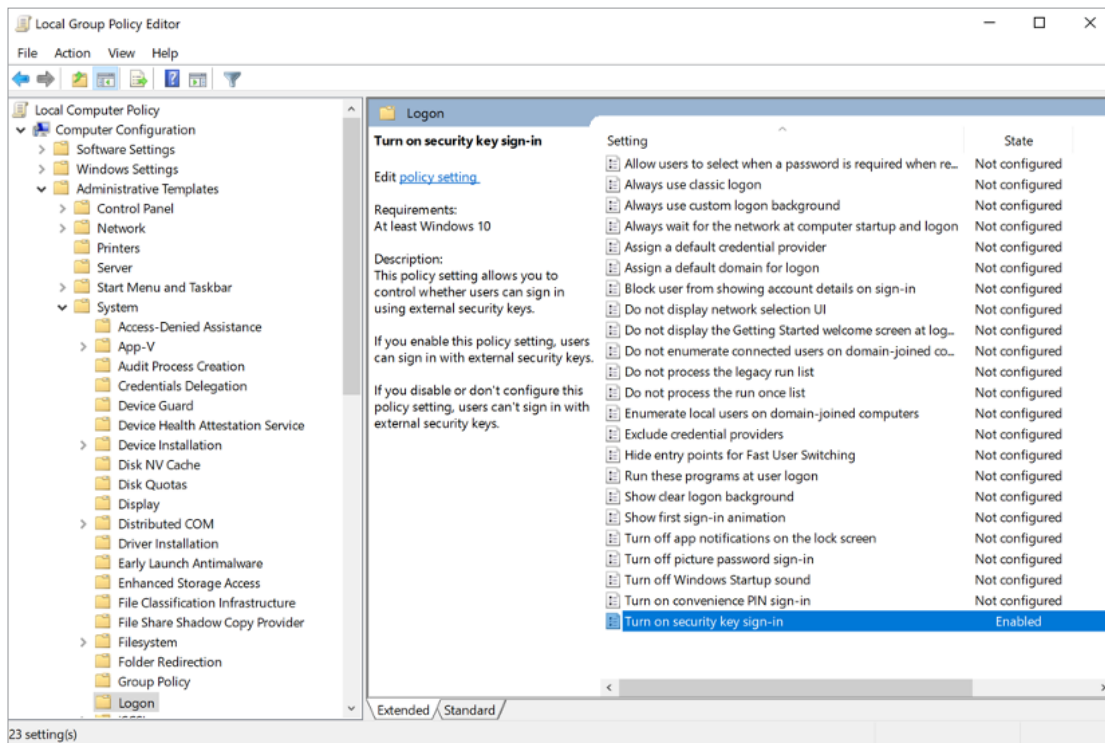 Local Group Policy Editor
File Action View Help
Local Computer Policy
Computer Configuration
Software Settings
Windows Settings
Administrative Templates
Control Panel
Network
Printers
Server
Start Menu and Taskbar
System
Access-Denied Assistance
App-V
Audit Process Creation
Credentials Delegation
Device Guard
Device Health Attestation Service
Device Installation
Disk NV Cache
Disk Quotas
Display
Distributed COM
Driver Installation
Early Launch Antimalware
Enhanced Storage Access
File Classification Infrastructure
File Share Shadow Copy Provider
Filesystem
Folder Redirection
Group Policy
Logon
Logon
Turn on security key sign-in
Edit policy setting
Requirements:
At least Windows 10
Description:
This policy setting allows you to
control whether users can sign in
using external security keys.
If you enable this policy setting, users
can sign in with external security keys.
If you disable or don't configure this
policy setting, users can't sign in with
external security keys.
Setting State
Allow users to select when a password is required when re... Not configured
Always use classic logon Not configured
Always use custom logon background Not configured
Always wait for the network at computer startup and logon Not configured
Assign a default credential provider Not configured
Assign a default domain for logon Not configured
Block user from showing account details on sign-in Not configured
Do not display network selection UI Not configured
Do not display the Getting Started welcome screen at log... Not configured
Do not enumerate connected users on domain-joined co... Not configured
Do not process the legacy run list Not configured
Do not process the run once list Not configured
Enumerate local users on domain-joined computers Not configured
Exclude credential providers Not configured
Hide entry points for Fast User Switching Not configured
Run these programs at user logon Not configured
Show clear logon background Not configured
Show first sign-in animation Not configured
Turn off app notifications on the lock screen Not configured
Turn off picture password sign-in Not configured
Turn off Windows Startup sound Not configured
Turn on convenience PIN sign-in Not configured
Turn on security key sign-in Enabled
Extended Standard
23 setting(s)